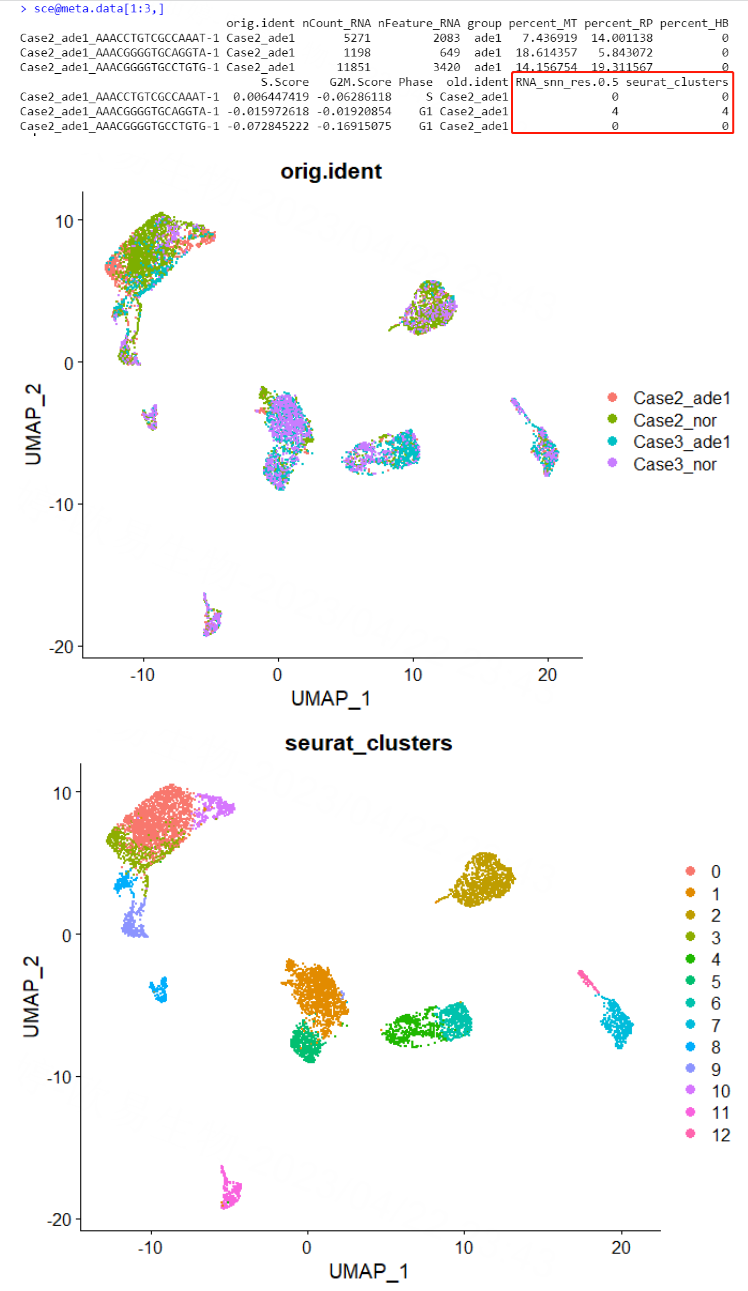 > sce@meta.data[1:3,]
orig.ident nCount_RNA nFeature_RNA group percent_MT percent_RP percent_HB
Case2_ade1_AAACCTGTCGCCAAAT-1 Case2_ade1 5271 2083 ade1 7.436919 14.001138 0
Case2_ade1_AAACGGGGTGCAGGTA-1 Case2_ade1 1198 649 ade1 18.614357 5.843072 0
Case2_ade1_AAACGGGGTGCCTGTG-1 Case2_ade1 11851 3420 ade1 14.156754 19.311567 0
S.Score G2M.Score Phase old.ident RNA_snn_res.0.5 seurat_clusters
Case2_ade1_AAACCTGTCGCCAAAT-1 0.006447419 -0.06286118 S Case2_ade1 0 0
Case2_ade1_AAACGGGGTGCAGGTA-1 -0.015972618 -0.01920854 G1 Case2_ade1 4 4
Case2_ade1_AAACGGGGTGCCTGTG-1 -0.072845222 -0.16915075 G1 Case2_ade1 0 0
orig.ident
10
0
-10
-20
UMAP_2
-10 0 10 20
UMAP_1
Case2_ade1
Case2_nor
Case3_ade1
Case3_nor
seurat_clusters
10
0
-10
-20
UMAP_2
-10 0 10 20
UMAP_1
0
1
2
3
4
5
6
7
8
9
10
11
12